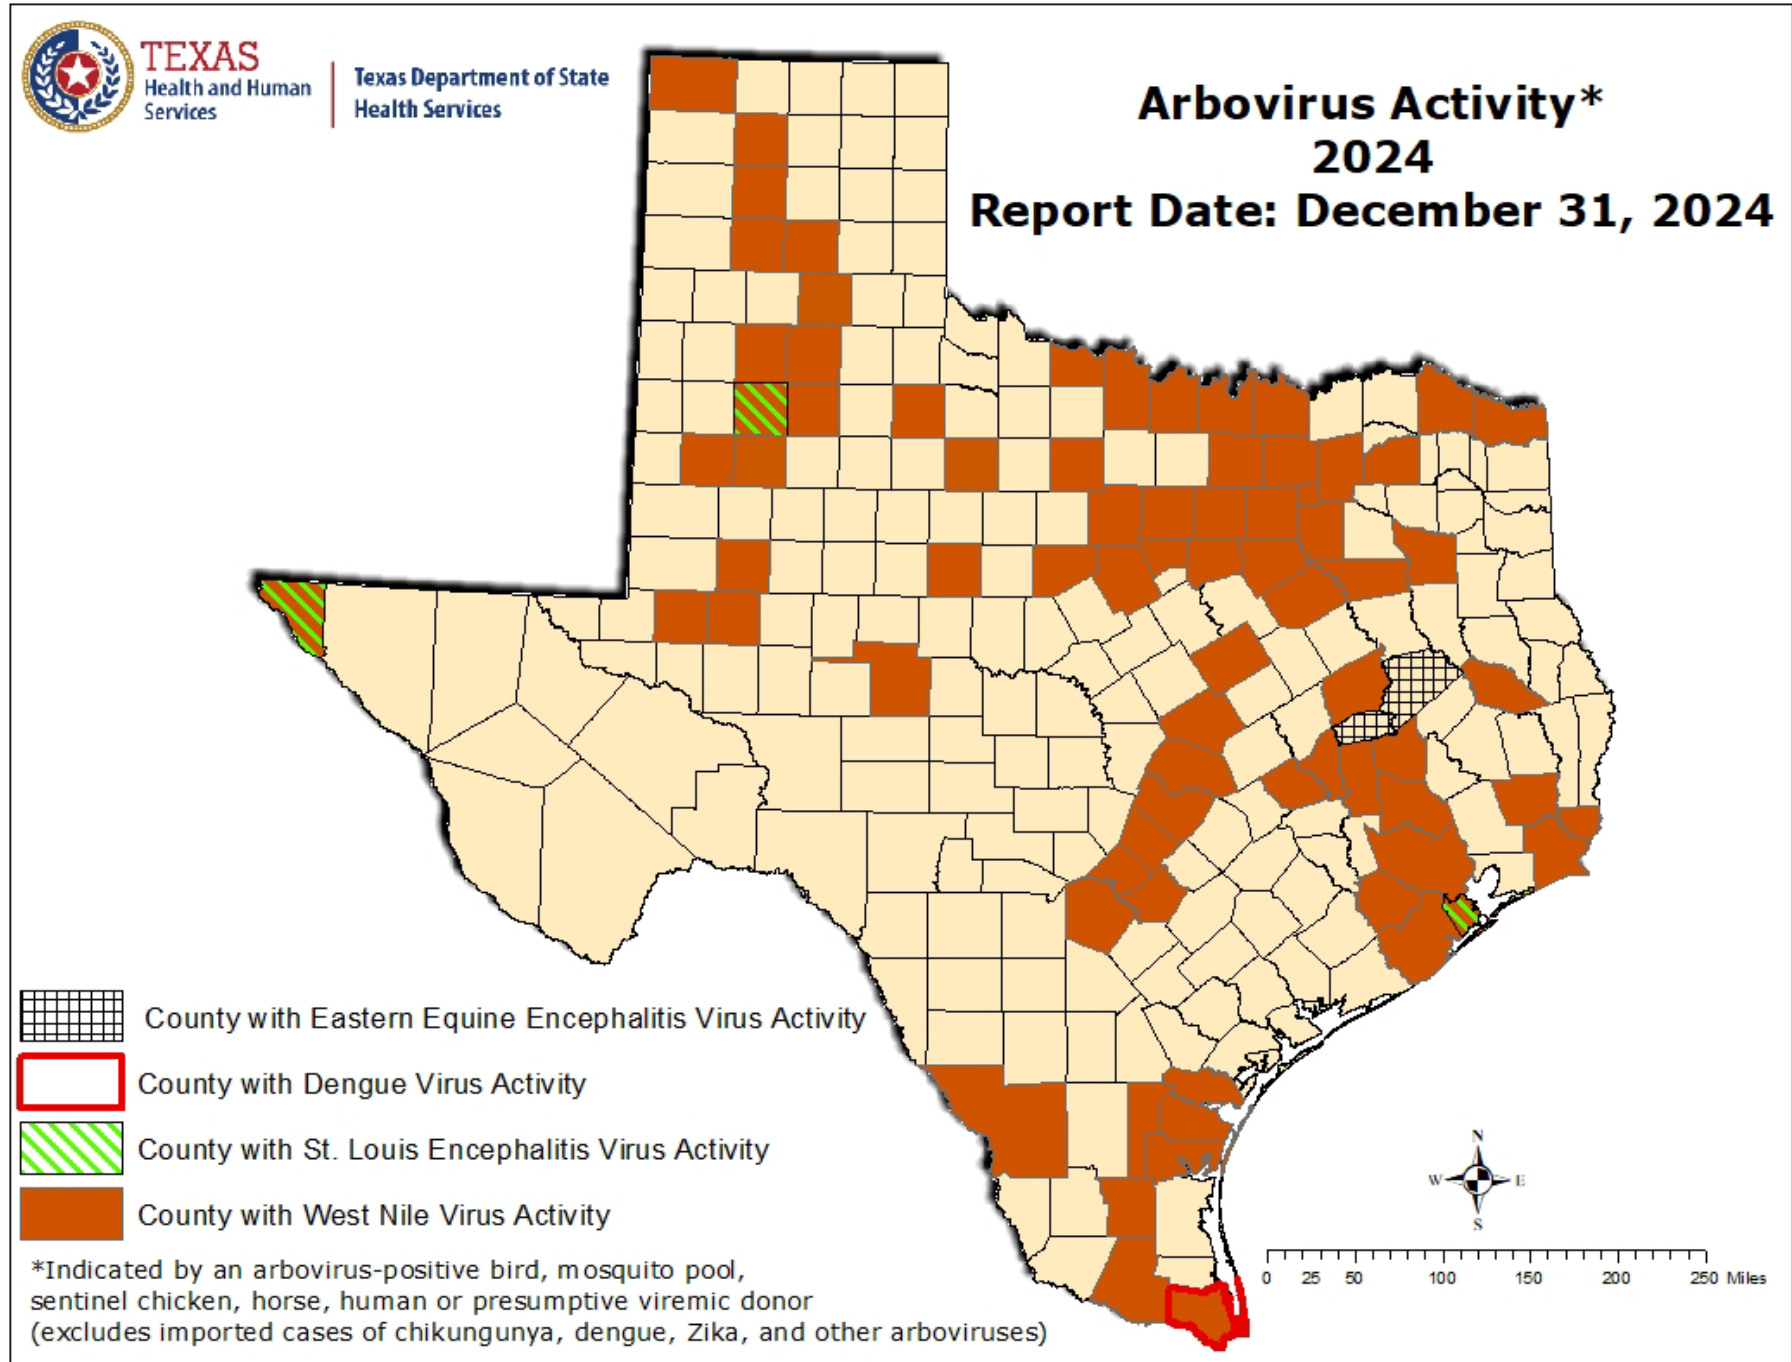 TEXAS
Health and Human
Services
Texas Department of State
Health Services
Arbovirus Activity*
2024
Report Date: December 31, 2024
County with Eastern Equine Encephalitis Virus Activity
County with Dengue Virus Activity
County with St. Louis Encephalitis Virus Activity
County with West Nile Virus Activity
*Indicated by an arbovirus-positive bird, mosquito pool,
sentinel chicken, horse, human or presumptive viremic donor
(excludes imported cases of chikungunya, dengue, Zika, and other arboviruses)
N
W E
S
0 25 50 100 150 200 250 Miles